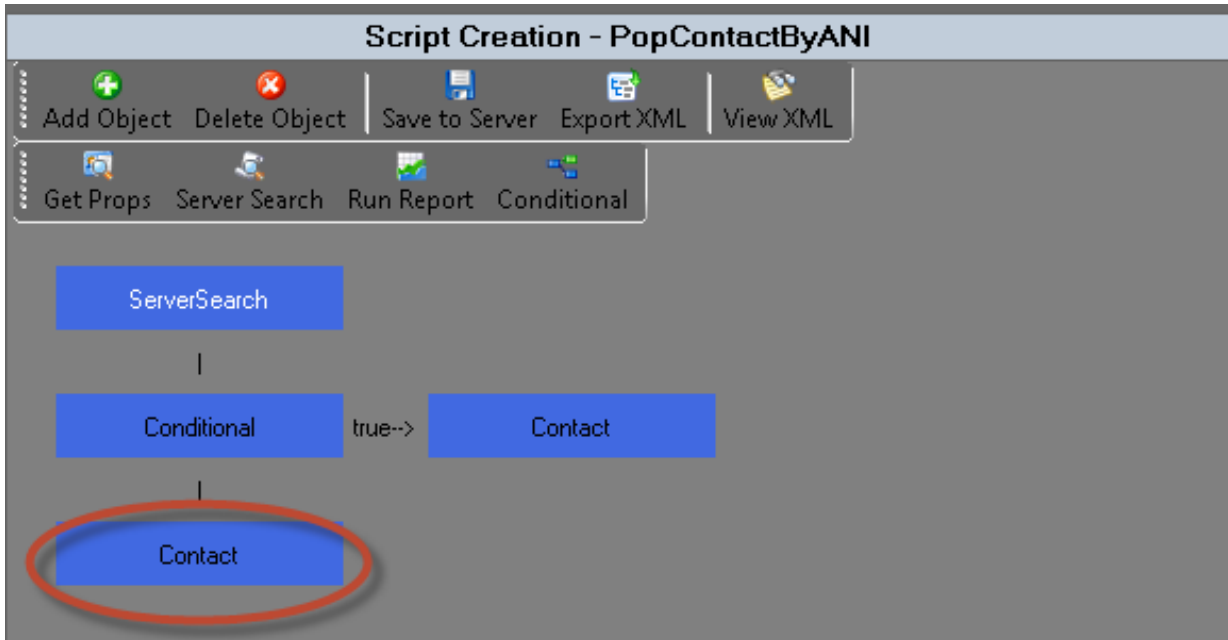 Script Creation - PopContactByANI
Add Object Delete Object Save to Server Export XML View XML
Get Props Server Search Run Report Conditional
ServerSearch
|
Conditional true--> Contact
|
Contact